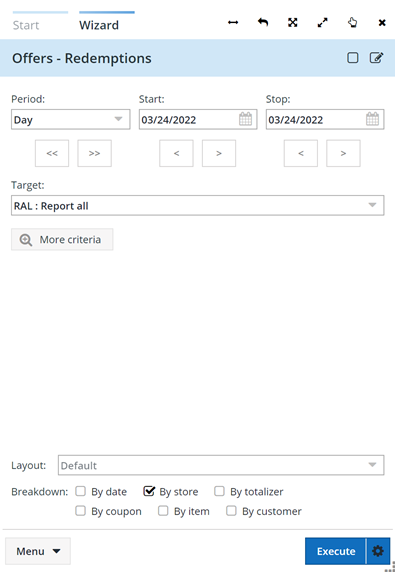 Start Wizard
Offers - Redemptions
Period: Start: Stop:
Day 03/24/2022 03/24/2022
<< >> < > < >
Target:
RAL : Report all
More criteria
Layout: Default
Breakdown: By date By store By totalizer
By coupon By item By customer
Menu Execute